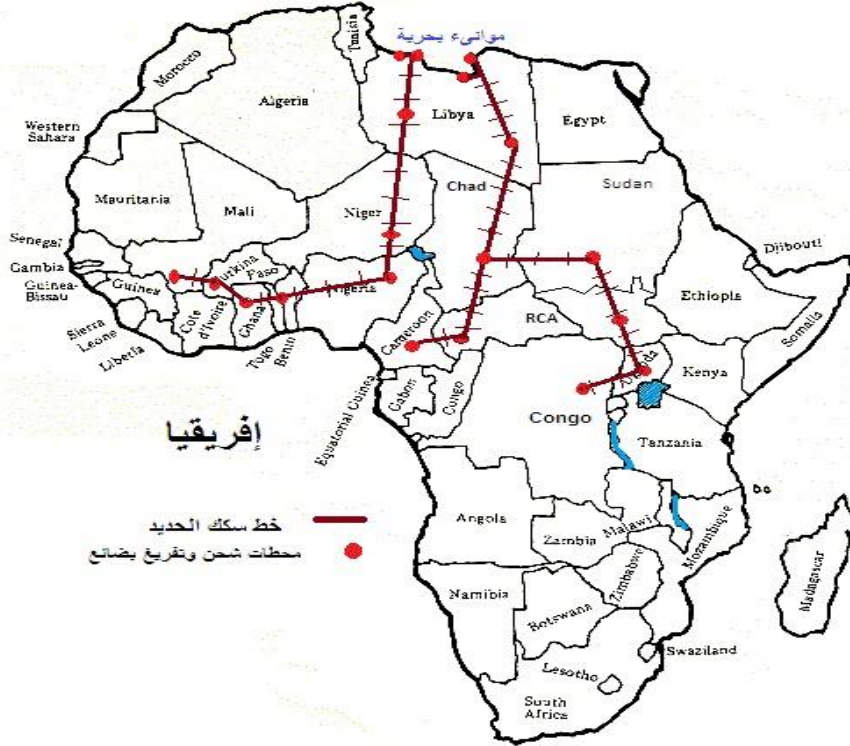 موانىء بحرية
Tunisia
Morocco
Algeria
Libya
Egypt
Western
Sahara
Mauritania
Mali
Niger
Chad
Sudan
Senegal
Gambia
Guinea-
Bissau
Guinea
Burkina
Faso
Nigeria
Djibouti
Ethiopia
Somalia
Sierra
Leone
Liberia
Cote
d'Ivoire
Ghana
Togo
Benin
Cameroon
RCA
Kenya
Equatorial Guinea
Gabon
Congo
Congo
Tanzania
إفريقيا
خط سكك الحديد
محطات شحن وتفريغ بضائع
Angola
Zambia
Malawi
Mozambique
Zimbabwe
Madagascar
Namibia
Botswana
Swaziland
Lesotho
South
Africa